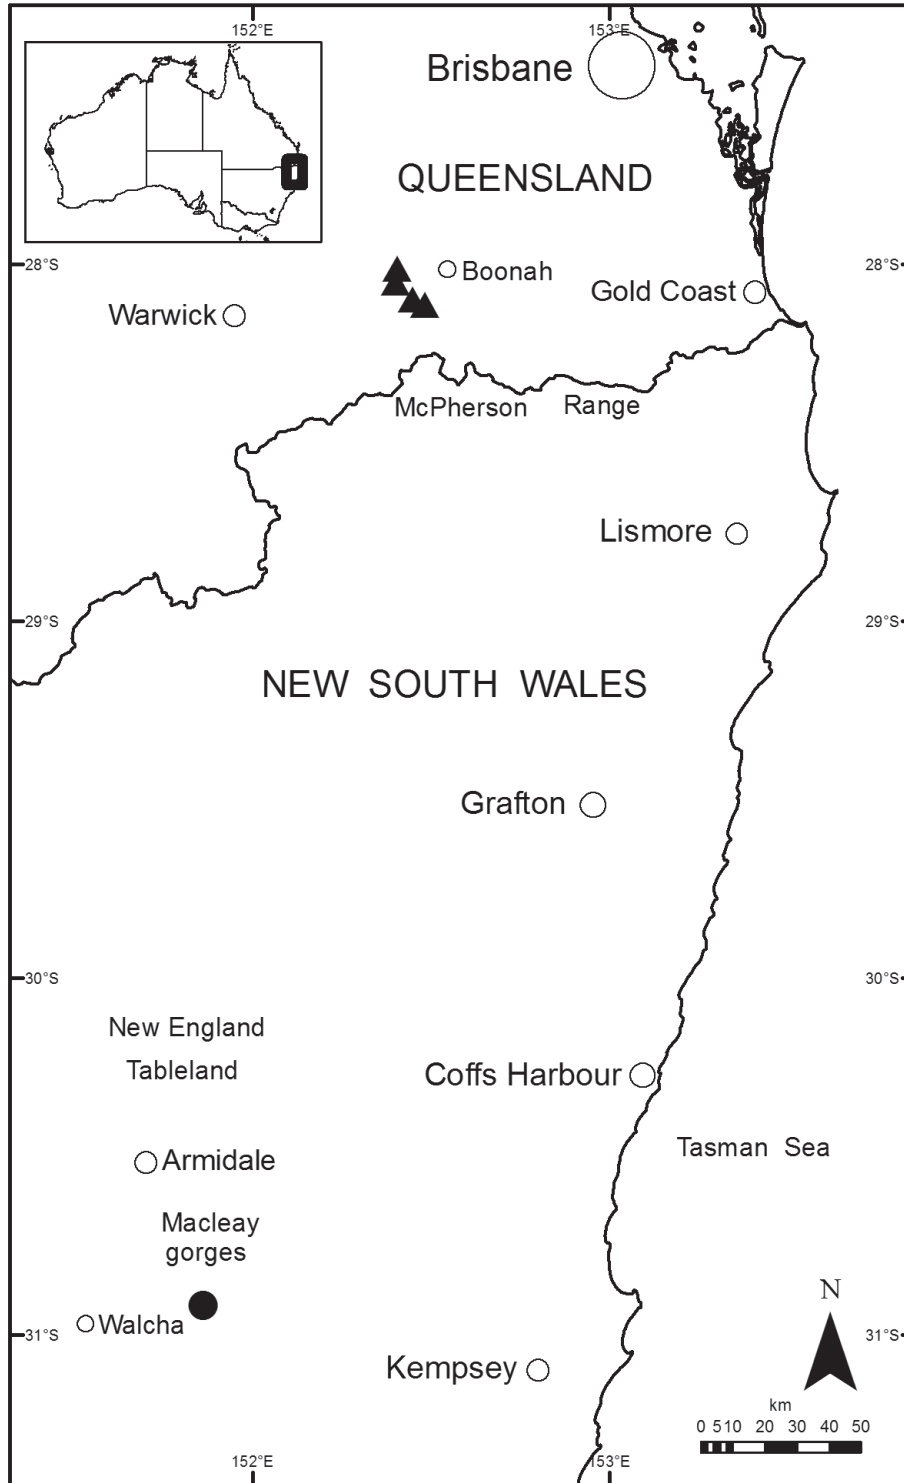 152°E 153°E
Brisbane
QUEENSLAND
28°S Boonah 28°S
Gold Coast
Warwick
McPherson Range
Lismore
29°S 29°S
NEW SOUTH WALES
Grafton
30°S 30°S
New England
Tableland
Coffs Harbour
Tasman Sea
Armidale
Macleay
gorges
N
Walcha
31°S 31°S
Kempsey
km
0 5 10 20 30 40 50
152°E 153°E